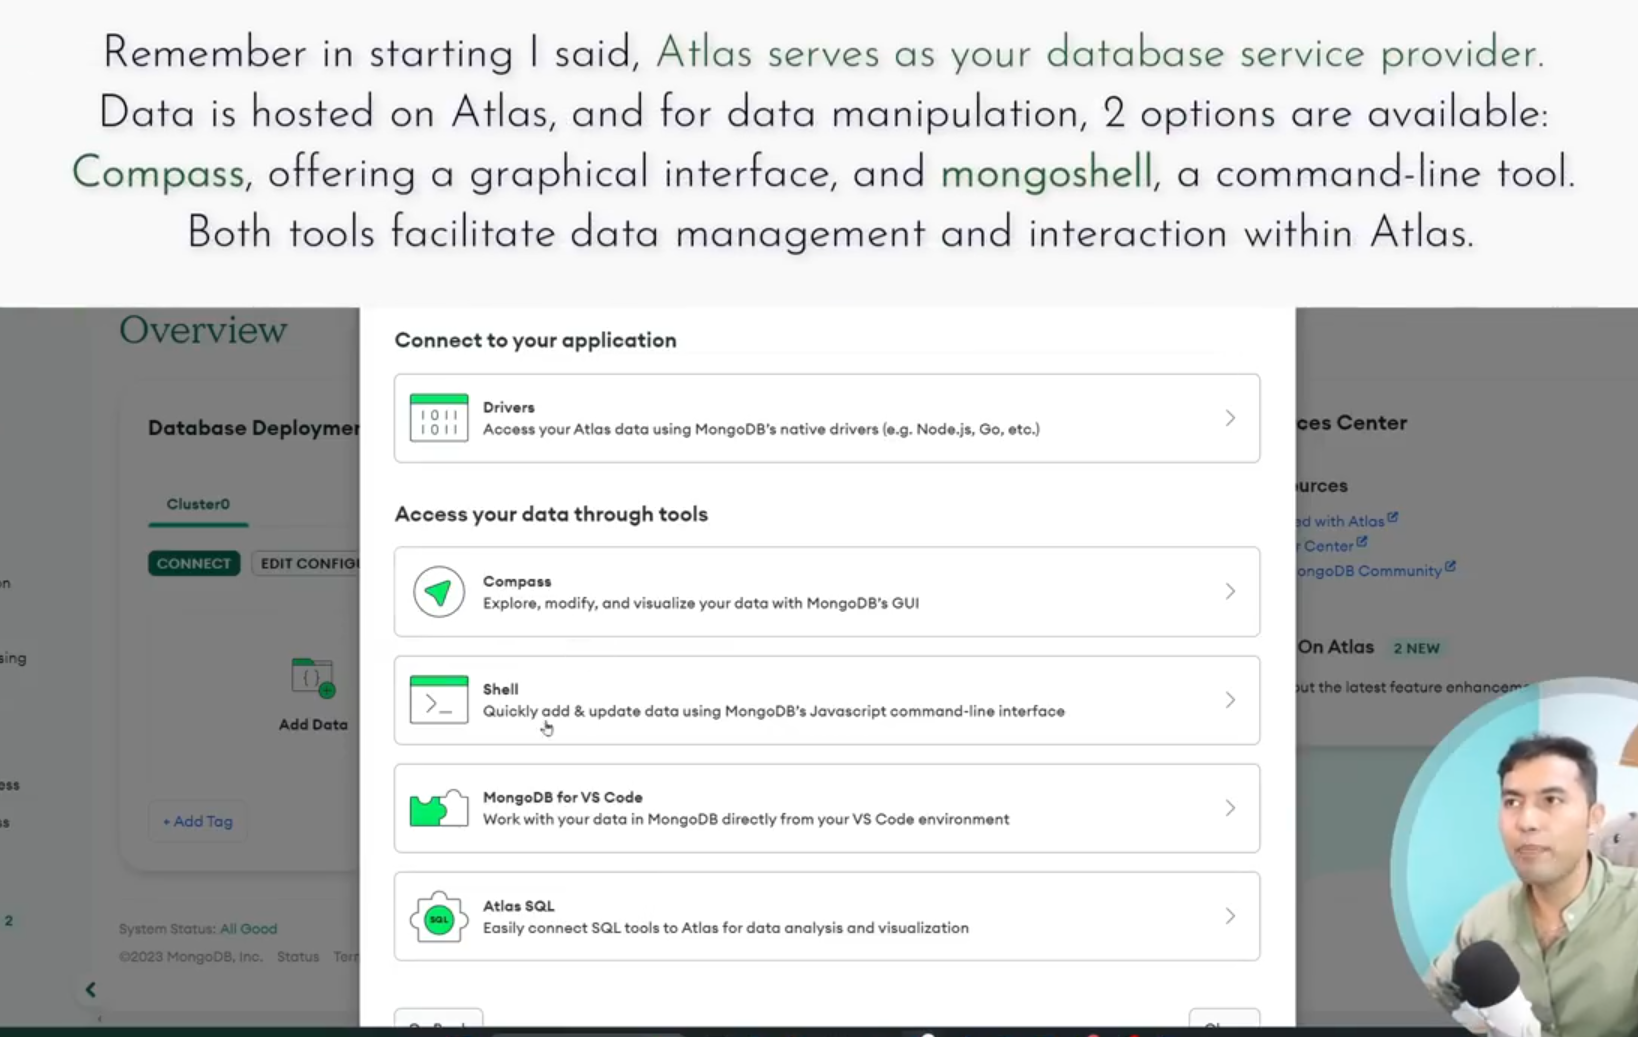 Remember in starting I said, Atlas serves as your database service provider.
Data is hosted on Atlas, and for data manipulation, 2 options are available:
Compass, offering a graphical interface, and mongoshell, a command-line tool.
Both tools facilitate data management and interaction within Atlas.
Overview
Database Deploymer
Cluster0
CONNECT
EDIT CONFIG
Add Data
+ Add Tag
System Status: All Good
©2023 MongoDB, Inc. Status Terr
on
sing
ess
s
2
Connect to your application
Drivers
Access your Atlas data using MongoDB's native drivers (e.g. Node.js, Go, etc.)
Access your data through tools
Compass
Explore, modify, and visualize your data with MongoDB's GUI
Shell
>_
Quickly add & update data using MongoDB's Javascript command-line interface
MongoDB for VS Code
Work with your data in MongoDB directly from your VS Code environment
Atlas SQL
SQL
Easily connect SQL tools to Atlas for data analysis and visualization
ces Center
urces
ed with Atlas
r Center
ongoDB Community
On Atlas 2 NEW
out the latest feature enhancem